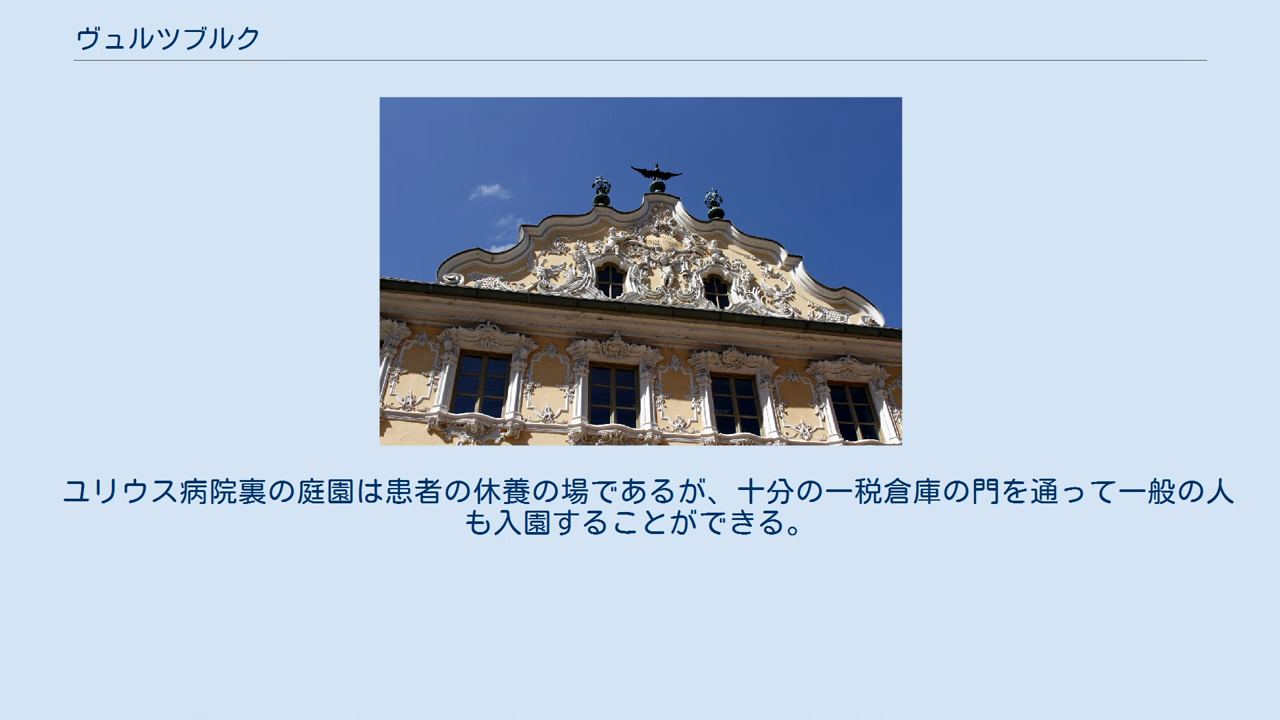 ヴュルツブルク
ユリウス病院裏の庭園は患者の休養の場であるが、十分の一税倉庫の門を通って一般の人
も入園することができる。